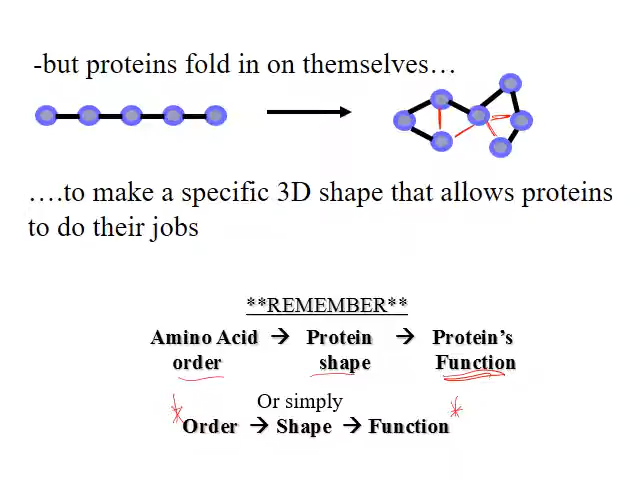 -but proteins fold in on themselves…
….to make a specific 3D shape that allows proteins
to do their jobs
**REMEMBER**
Amino Acid → Protein → Protein's
order shape Function
Or simply
Order → Shape → Function